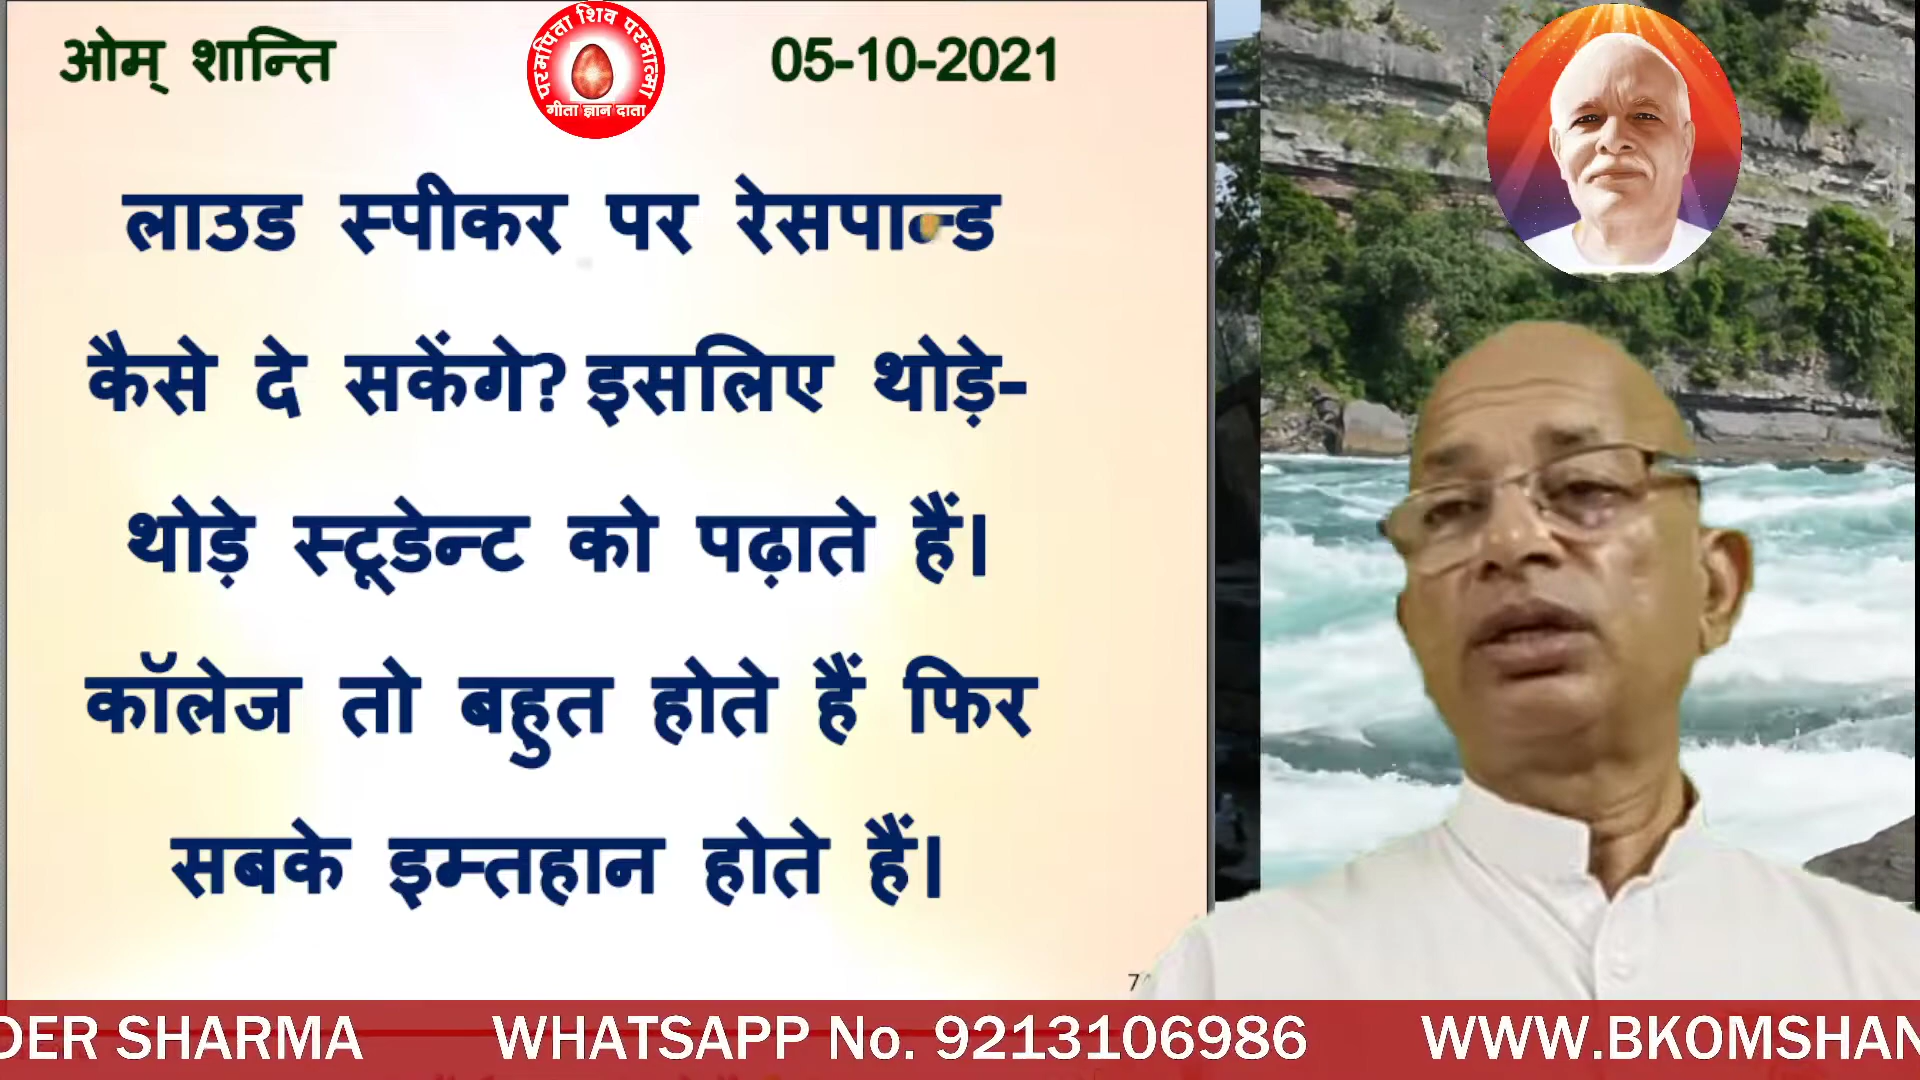 ओम् शान्ति
परमपिता शिव परमात्मा
गीता ज्ञान दाता
05-10-2021
लाउड स्पीकर पर रेसपान्ड
कैसे दे सकेंगे? इसलिए थोड़े-
थोड़े स्टूडेन्ट को पढ़ाते हैं।
कॉलेज तो बहुत होते हैं फिर
सबके इम्तहान होते हैं।
DER SHARMA WHATSAPP No. 9213106986 WWW.BKOMSHAN